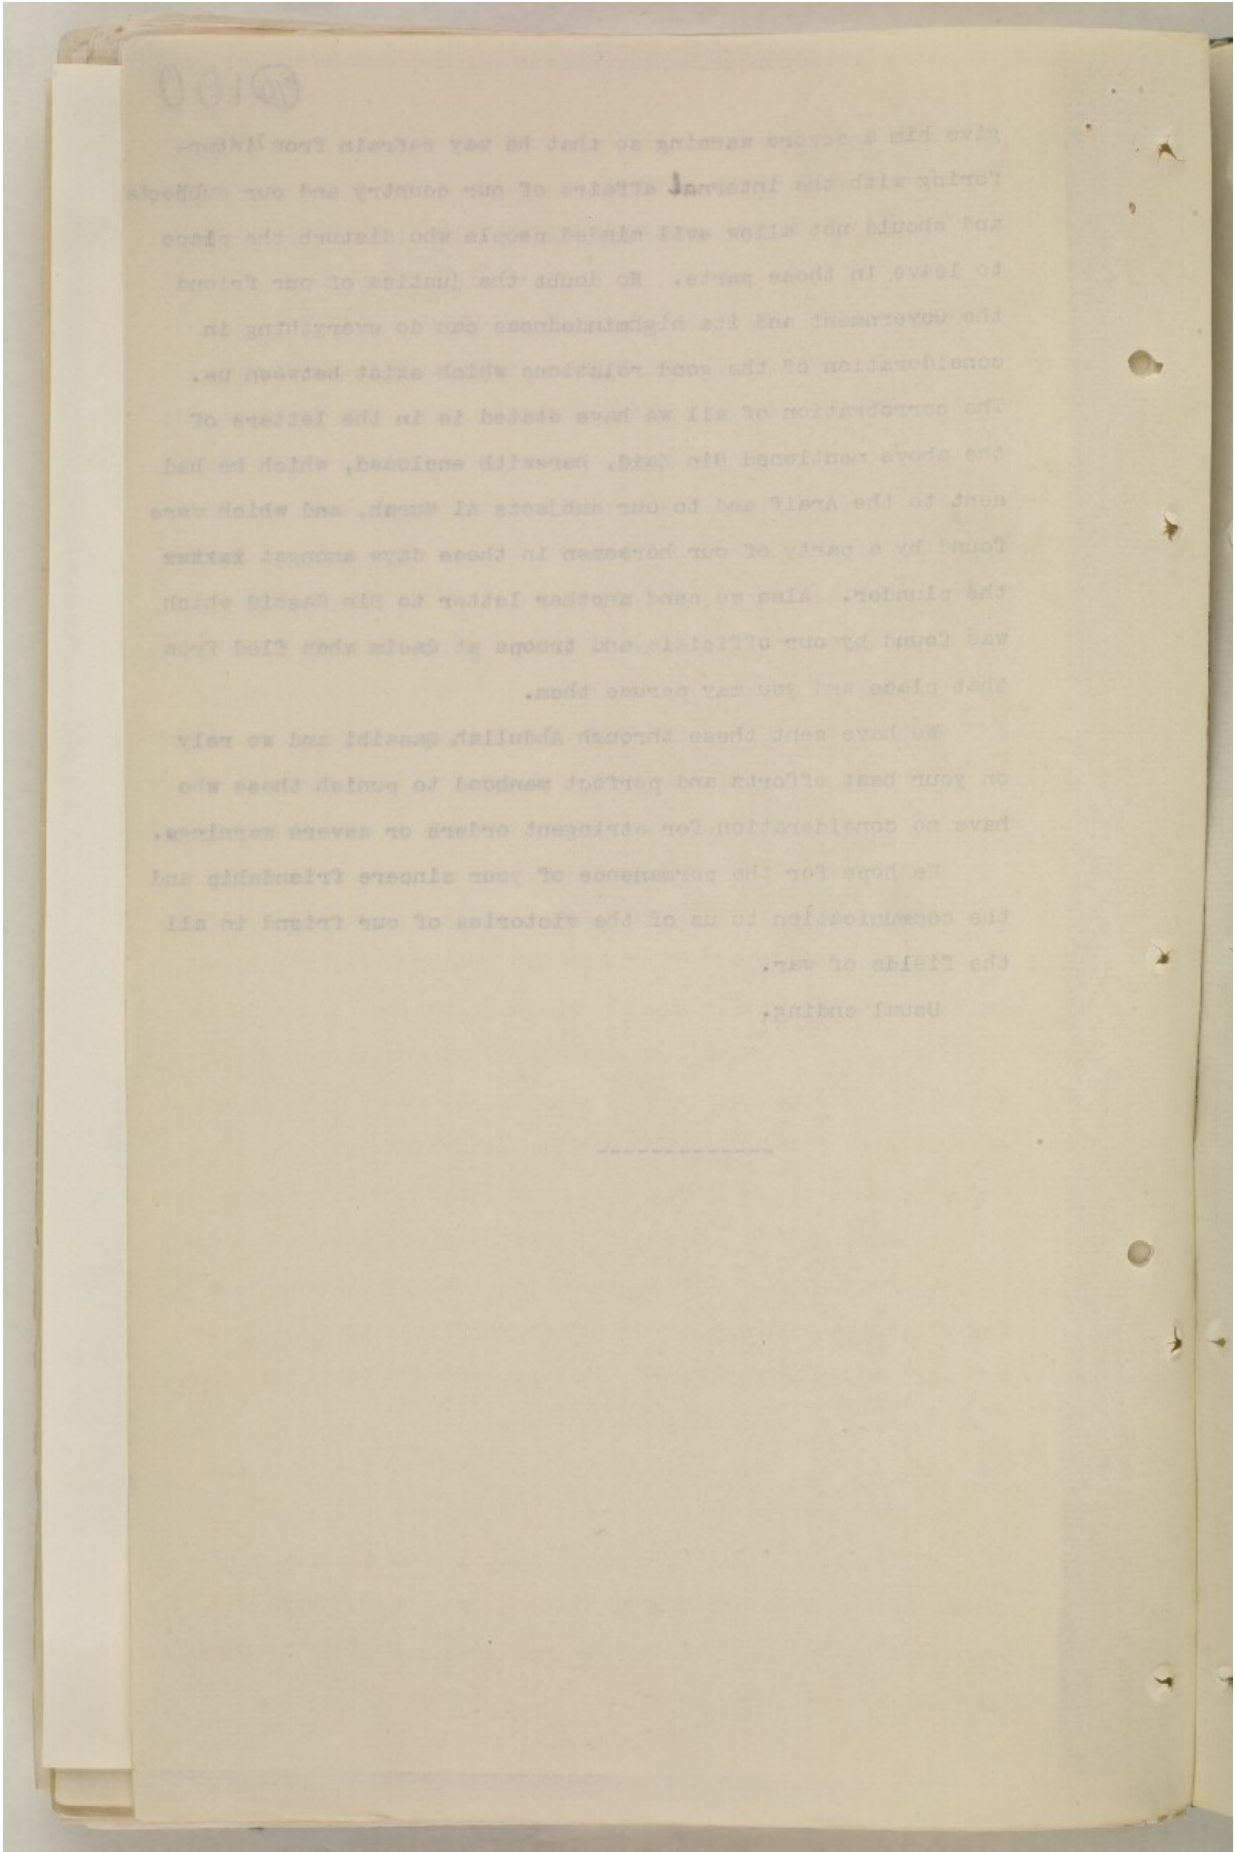 100
give him a severe warning so that he may refrain from inter-
fering with the internal affairs of our country and our subjects
and should not allow evil minded people who disturb the place
to leave in those parts. No doubt the justice of our friend
the Government and its highmindedness can do everything in
consideration of the good relations which exist between us.
The corrobration of all we have stated is in the letters of
the above mentioned Bin Zaid, herewith enclosed, which he had
sent to the Araif and to our subjects Al Murah, and which were
found by a party of our horsemen in these days amongst
the plunder. Also we send another letter to Bin Rashid which
was found by our officials and troops at Qasim when fled from
that place and you may peruse them.
We have sent these through Abdullah Qusaibi and we rely
on your best efforts and perfect manhood to punish those who
have no consideration for stringent orders or severe warnings.
We hope for the permanence of your sincere friendship and
the communication to us of the victories of our friend in all
the fields of war.
Usual ending.
-------------